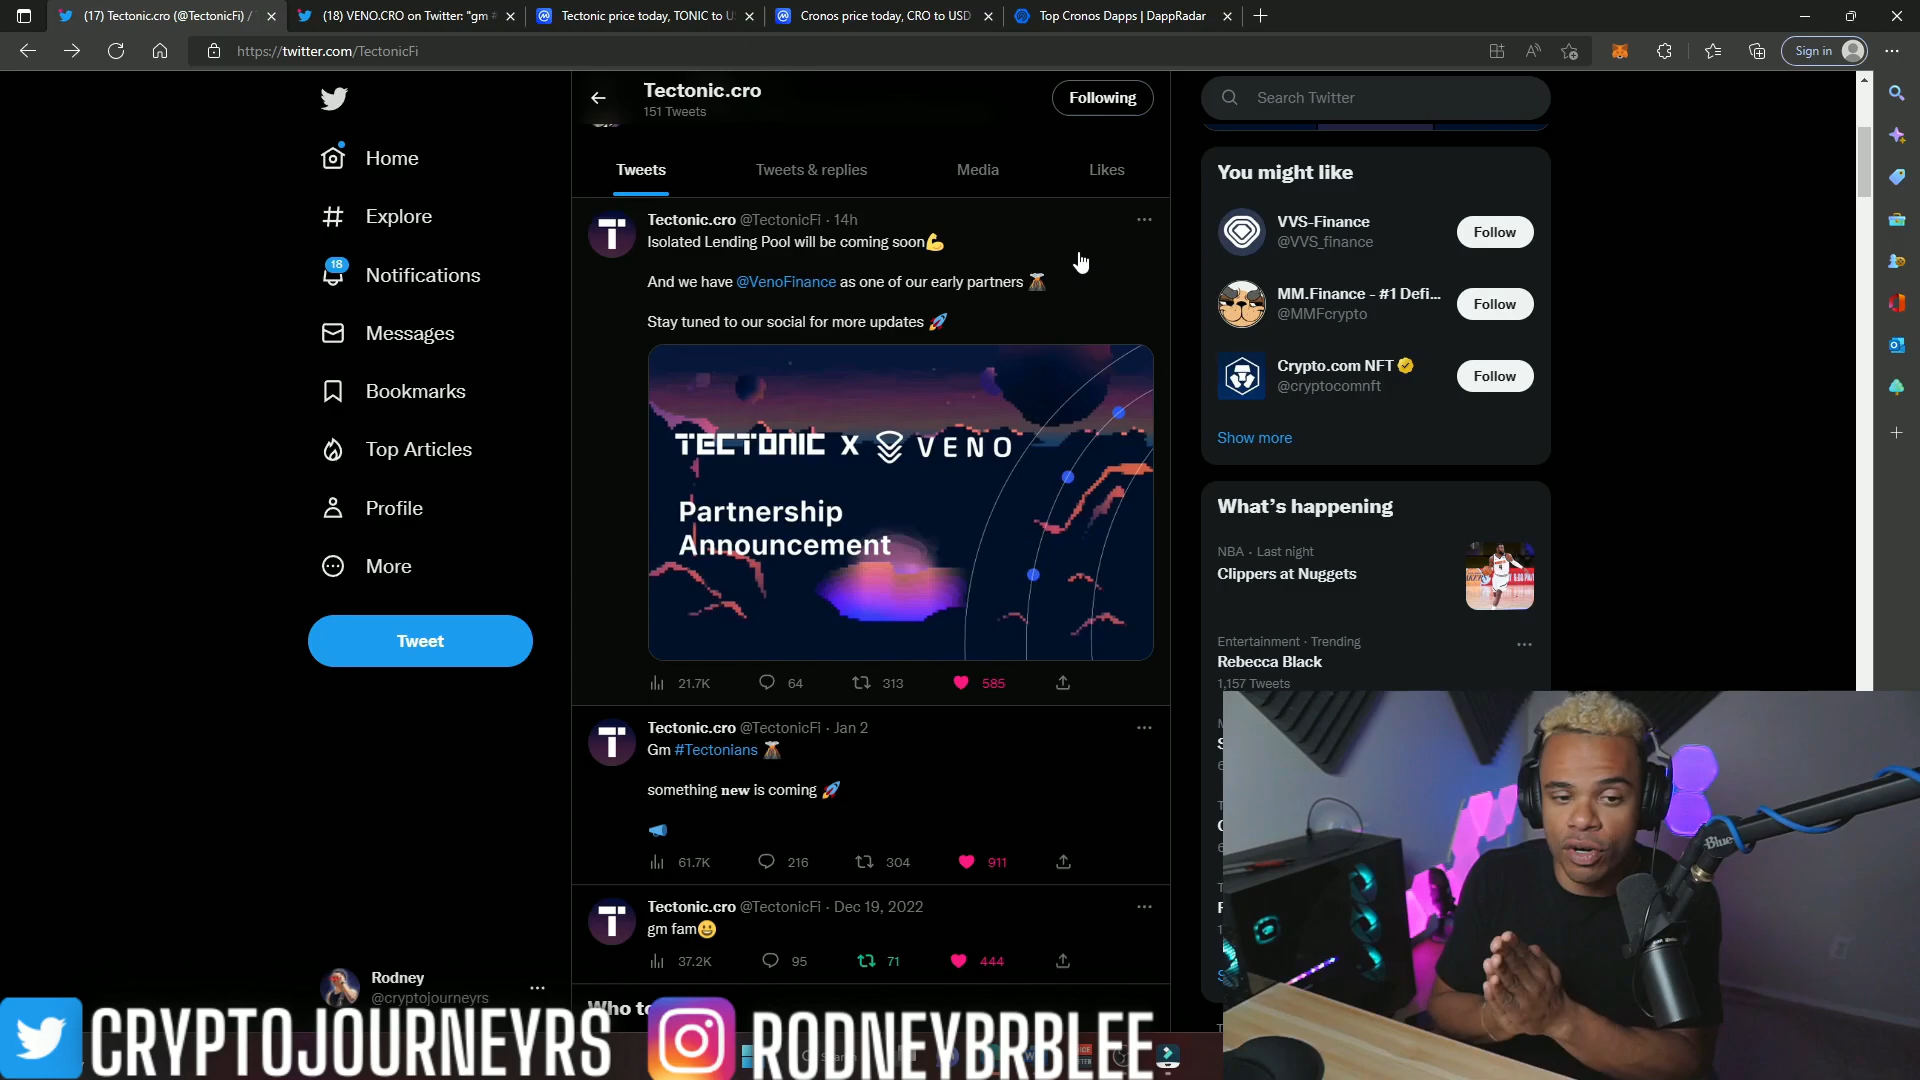 (17) Tectonic.cro (@TectonicFi) /
(18) VENO.CRO on Twitter: "gm
Tectonic price today, TONIC to U
Cronos price today, CRO to USD
Top Cronos Dapps | DappRadar
https://twitter.com/TectonicFi
Sign in
Home
Explore
18
Notifications
Messages
Bookmarks
Top Articles
Profile
More
Tweet
Rodney
@cryptojourneyrs
Tectonic.cro
151 Tweets
Following
Tweets
Tweets & replies
Media
Likes
Tectonic.cro @TectonicFi · 14h
Isolated Lending Pool will be coming soon💪
And we have @VenoFinance as one of our early partners 🌋
Stay tuned to our social for more updates 🚀
TECTONIC X VENO
Partnership
Announcement
21.7K 64 313 585
Tectonic.cro @TectonicFi · Jan 2
Gm #Tectonians 🌋
something new is coming 🚀
📣
61.7K 216 304 911
Tectonic.cro @TectonicFi · Dec 19, 2022
gm fam😀
37.2K 95 71 444
Search Twitter
You might like
VVS-Finance
@VVS_finance
Follow
MM.Finance - #1 Defi...
@MMFcrypto
Follow
Crypto.com NFT
@cryptocomnft
Follow
Show more
What's happening
NBA · Last night
Clippers at Nuggets
Entertainment · Trending
Rebecca Black
1,157 Tweets
Blue
CRYPTOJOURNEYRS
RODNEYBRBLEE